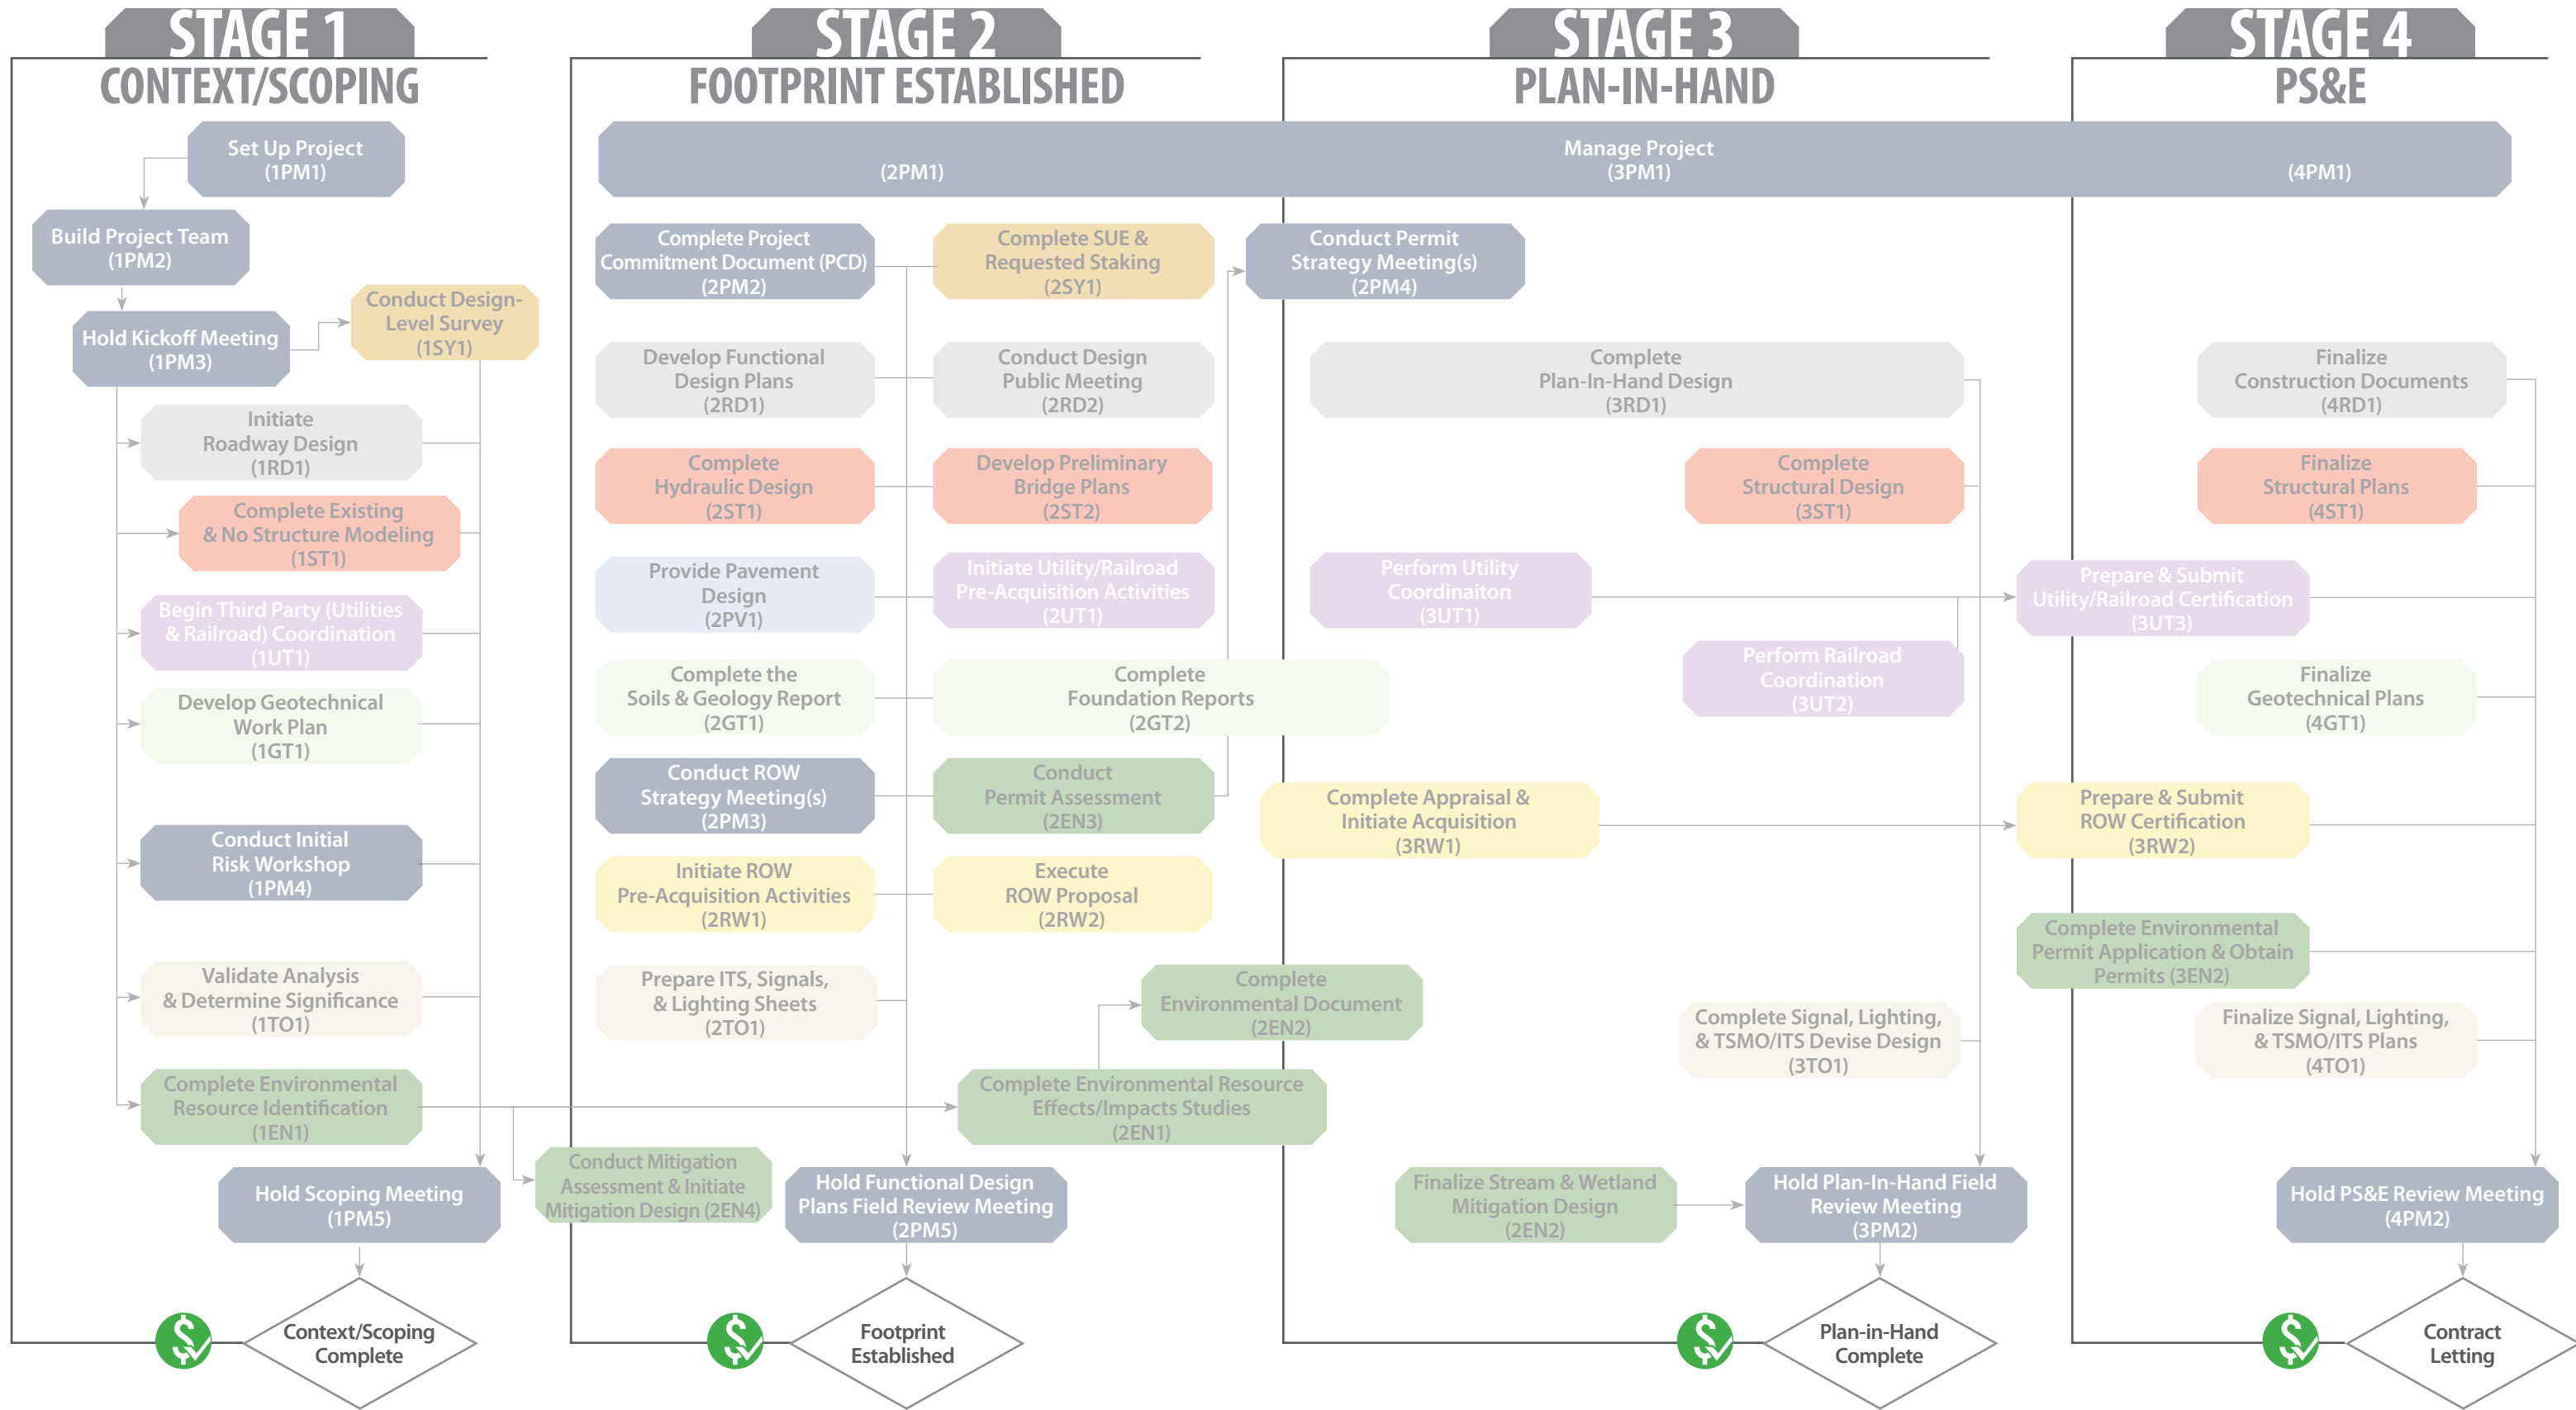 STAGE 1
CONTEXT/SCOPING
Set Up Project
(1PM1)
Build Project Team
(1PM2)
Hold Kickoff Meeting
(1PM3)
Conduct Design-
Level Survey
(1SY1)
Initiate
Roadway Design
(1RD1)
Complete Existing
& No Structure Modeling
(1ST1)
Begin Third Party (Utilities
& Railroad) Coordination
(1UT1)
Develop Geotechnical
Work Plan
(1GT1)
Conduct Initial
Risk Workshop
(1PM4)
Validate Analysis
& Determine Significance
(1TO1)
Complete Environmental
Resource Identification
(1EN1)
Hold Scoping Meeting
(1PM5)
Context/Scoping
Complete
STAGE 2
FOOTPRINT ESTABLISHED
Manage Project
(2PM1)
(3PM1)
(4PM1)
Complete Project
Commitment Document (PCD)
(2PM2)
Complete SUE &
Requested Staking
(2SY1)
Conduct Permit
Strategy Meeting(s)
(2PM4)
Develop Functional
Design Plans
(2RD1)
Conduct Design
Public Meeting
(2RD2)
Complete
Hydraulic Design
(2ST1)
Develop Preliminary
Bridge Plans
(2ST2)
Provide Pavement
Design
(2PV1)
Initiate Utility/Railroad
Pre-Acquisition Activities
(2UT1)
Complete the
Soils & Geology Report
(2GT1)
Complete
Foundation Reports
(2GT2)
Conduct ROW
Strategy Meeting(s)
(2PM3)
Conduct
Permit Assessment
(2EN3)
Initiate ROW
Pre-Acquisition Activities
(2RW1)
Execute
ROW Proposal
(2RW2)
Prepare ITS, Signals,
& Lighting Sheets
(2TO1)
Complete
Environmental Document
(2EN2)
Complete Environmental Resource
Effects/Impacts Studies
(2EN1)
Conduct Mitigation
Assessment & Initiate
Mitigation Design (2EN4)
Hold Functional Design
Plans Field Review Meeting
(2PM5)
Footprint
Established
STAGE 3
PLAN-IN-HAND
Complete
Plan-In-Hand Design
(3RD1)
Complete
Structural Design
(3ST1)
Perform Utility
Coordinaiton
(3UT1)
Prepare & Submit
Utility/Railroad Certification
(3UT3)
Perform Railroad
Coordination
(3UT2)
Complete Appraisal &
Initiate Acquisition
(3RW1)
Prepare & Submit
ROW Certification
(3RW2)
Complete Environmental
Permit Application & Obtain
Permits (3EN2)
Complete Signal, Lighting,
& TSMO/ITS Devise Design
(3TO1)
Finalize Stream & Wetland
Mitigation Design
(2EN2)
Hold Plan-In-Hand Field
Review Meeting
(3PM2)
Plan-in-Hand
Complete
STAGE 4
PS&E
Finalize
Construction Documents
(4RD1)
Finalize
Structural Plans
(4ST1)
Finalize
Geotechnical Plans
(4GT1)
Finalize Signal, Lighting,
& TSMO/ITS Plans
(4TO1)
Hold PS&E Review Meeting
(4PM2)
Contract
Letting